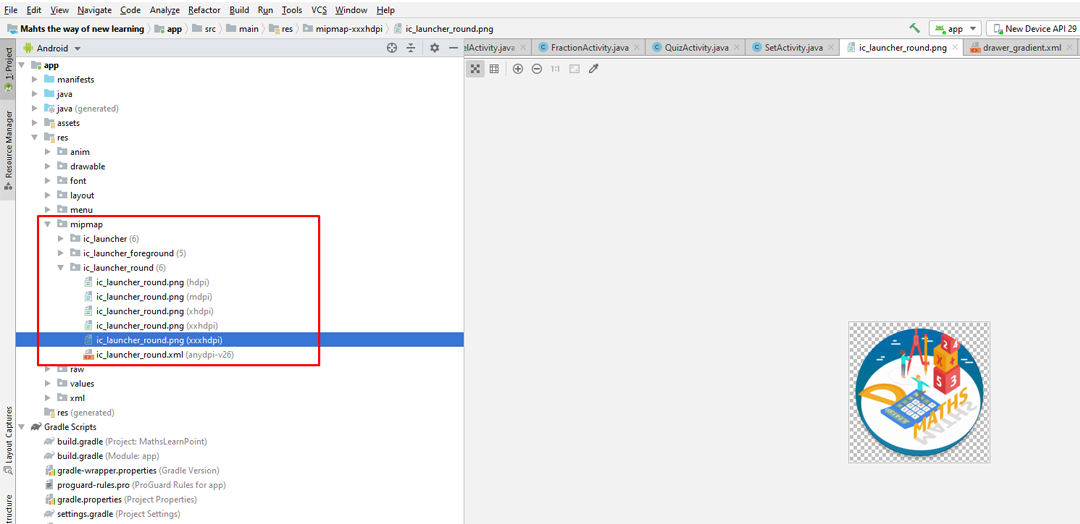 File Edit View Navigate Code Analyze Refactor Build Run Tools VCS Window Help
Mahts the way of new learning app src main res mipmap-xxxhdpi ic_launcher_round.png app New Device API 29
Android
elActivity.java FractionActivity.java QuizActivity.java SetActivity.java ic_launcher_round.png drawer_gradient.xml
1: Project
Resource Manager
Layout Captures
tructure
1:1
app
manifests
java
java (generated)
assets
res
anim
drawable
font
layout
menu
mipmap
ic_launcher (6)
ic_launcher_foreground (5)
ic_launcher_round (6)
ic_launcher_round.png (hdpi)
ic_launcher_round.png (mdpi)
ic_launcher_round.png (xhdpi)
ic_launcher_round.png (xxhdpi)
ic_launcher_round.png (xxxhdpi)
ic_launcher_round.xml (anydpi-v26)
raw
values
xml
res (generated)
Gradle Scripts
build.gradle (Project: MathsLearnPoint)
build.gradle (Module: app)
gradle-wrapper.properties (Gradle Version)
proguard-rules.pro (ProGuard Rules for app)
gradle.properties (Project Properties)
settings.gradle (Project Settings)
MATHS